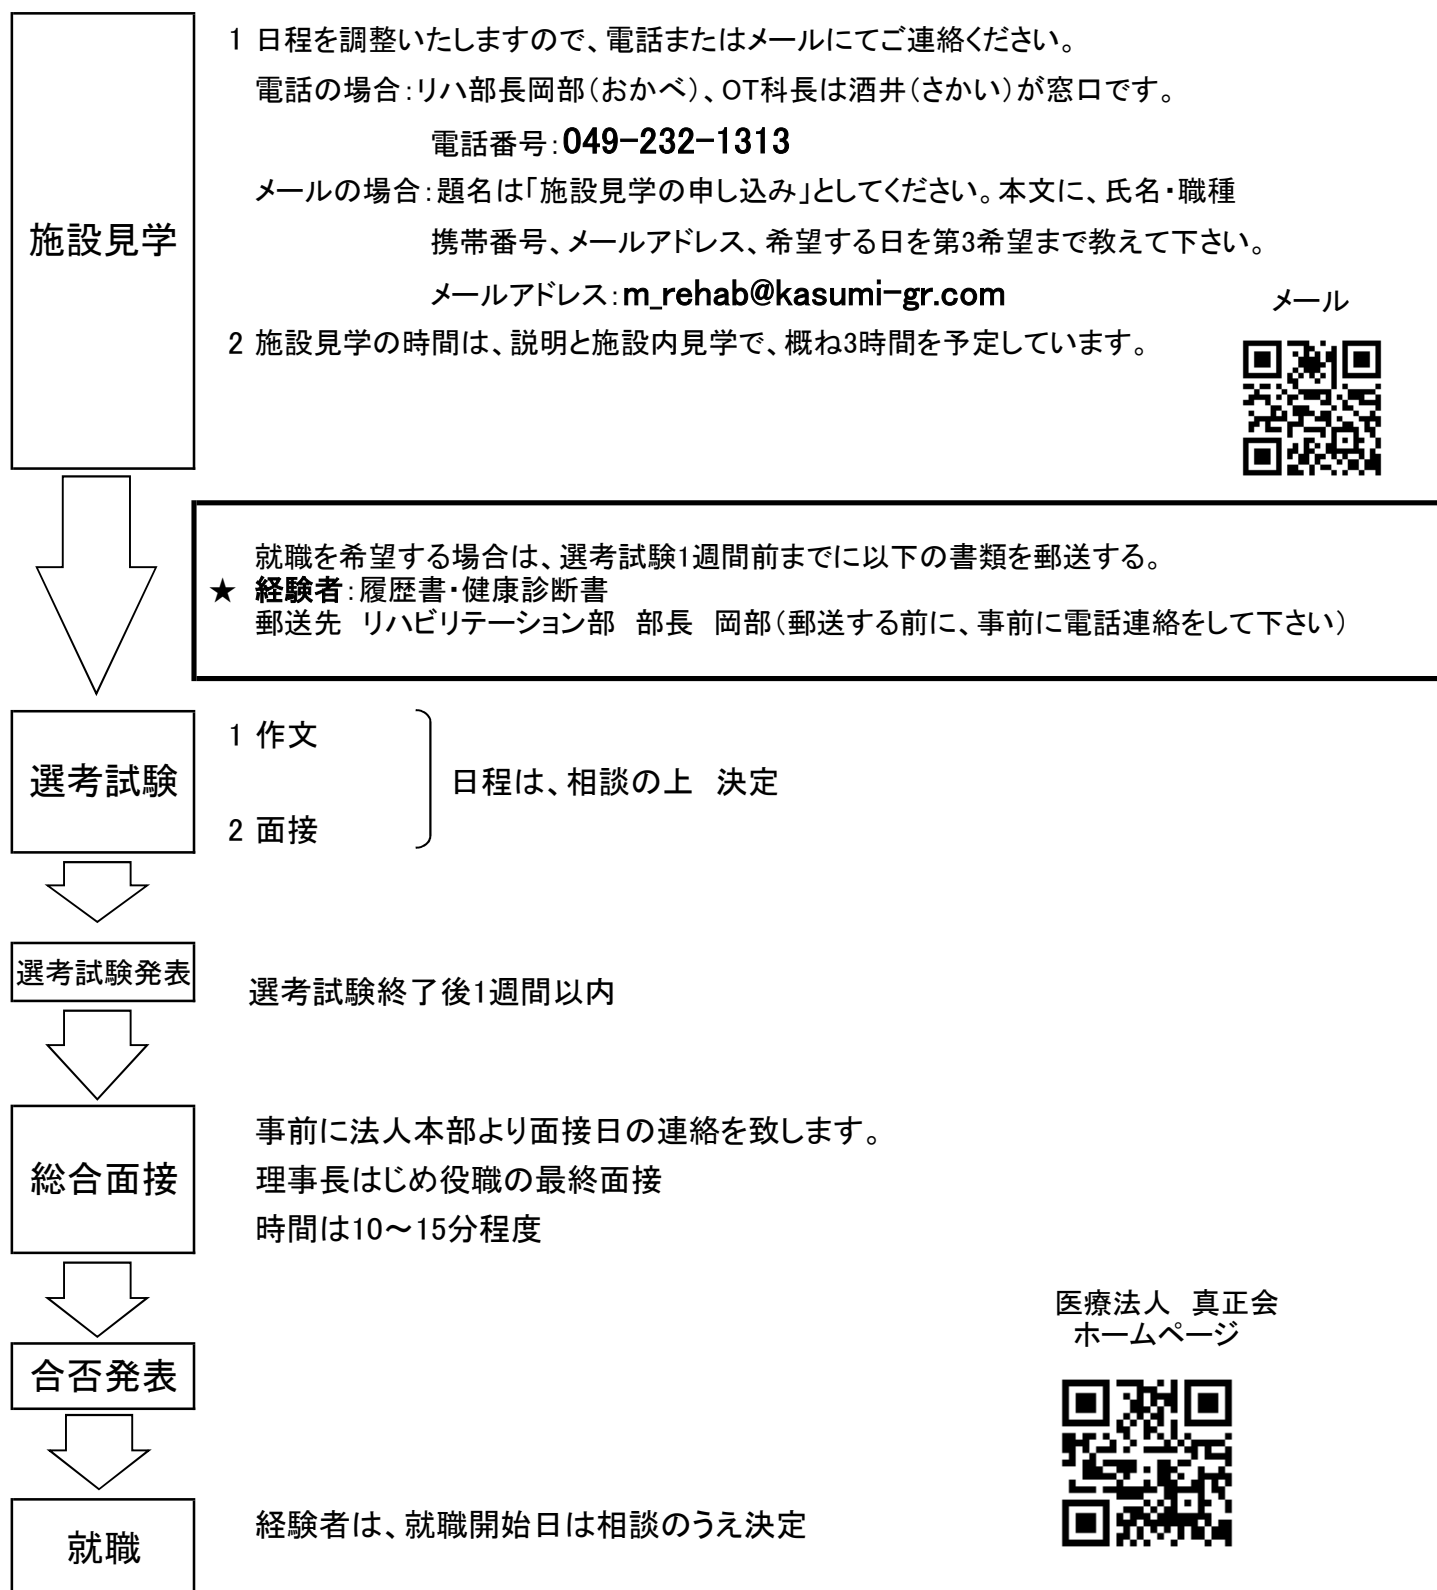 施設見学
1 日程を調整いたしますので、電話またはメールにてご連絡ください。
電話の場合：リハ部長岡部（おかべ）、OT科長は酒井（さかい）が窓口です。
電話番号：049-232-1313
メールの場合：題名は「施設見学の申し込み」としてください。本文に、氏名・職種
携帯番号、メールアドレス、希望する日を第3希望まで教えて下さい。
メールアドレス：m_rehab@kasumi-gr.com
メール
2 施設見学の時間は、説明と施設内見学で、概ね3時間を予定しています。
就職を希望する場合は、選考試験1週間前までに以下の書類を郵送する。
★ 経験者：履歴書・健康診断書
郵送先　リハビリテーション部　部長　岡部（郵送する前に、事前に電話連絡をして下さい）
選考試験
1 作文
日程は、相談の上　決定
2 面接
選考試験発表
選考試験終了後1週間以内
総合面接
事前に法人本部より面接日の連絡を致します。
理事長はじめ役職の最終面接
時間は10～15分程度
医療法人　真正会
ホームページ
合否発表
就職
経験者は、就職開始日は相談のうえ決定